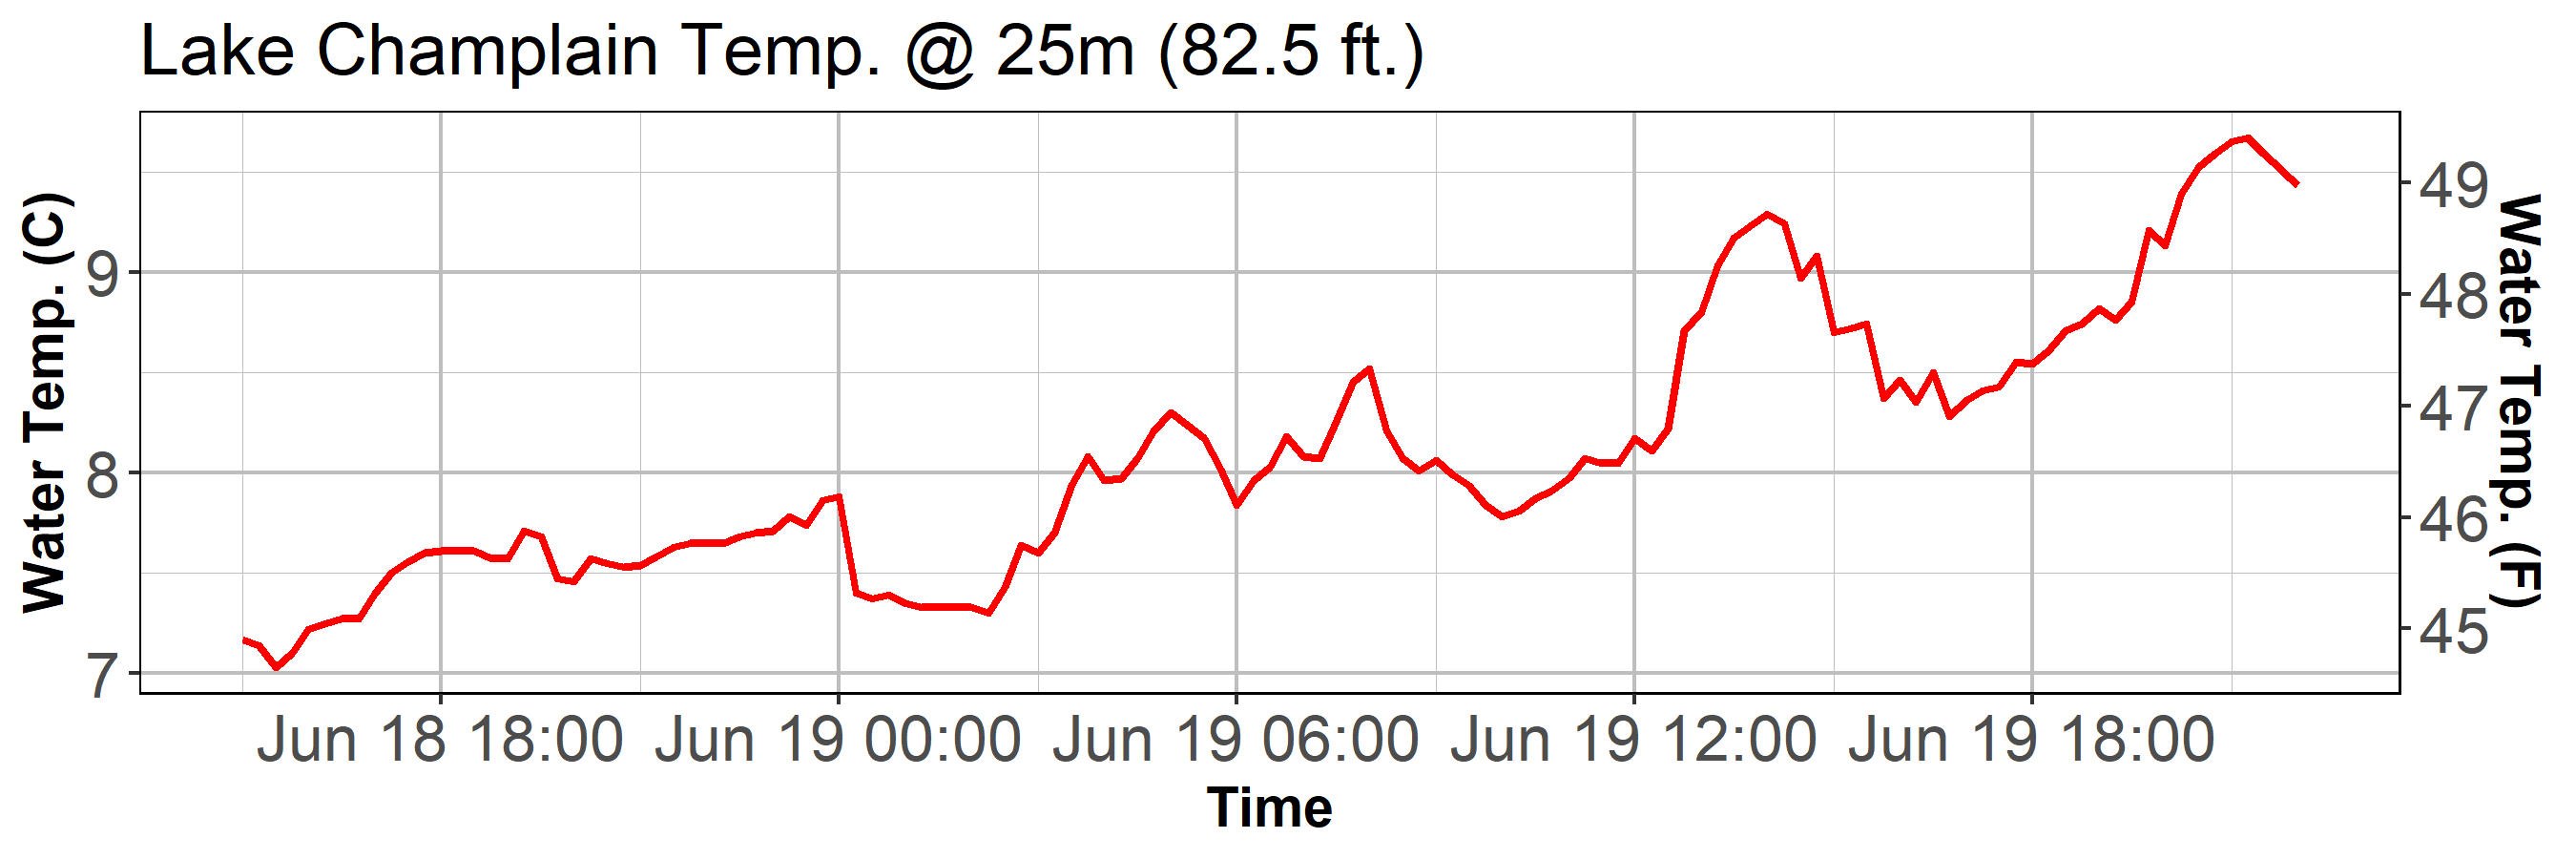 Lake Champlain Temp. @ 25m (82.5 ft.)
Water Temp. (C)
9
8
7
49
48
47
46
45
Water Temp. (F)
Jun 18 18:00 Jun 19 00:00 Jun 19 06:00 Jun 19 12:00 Jun 19 18:00
Time